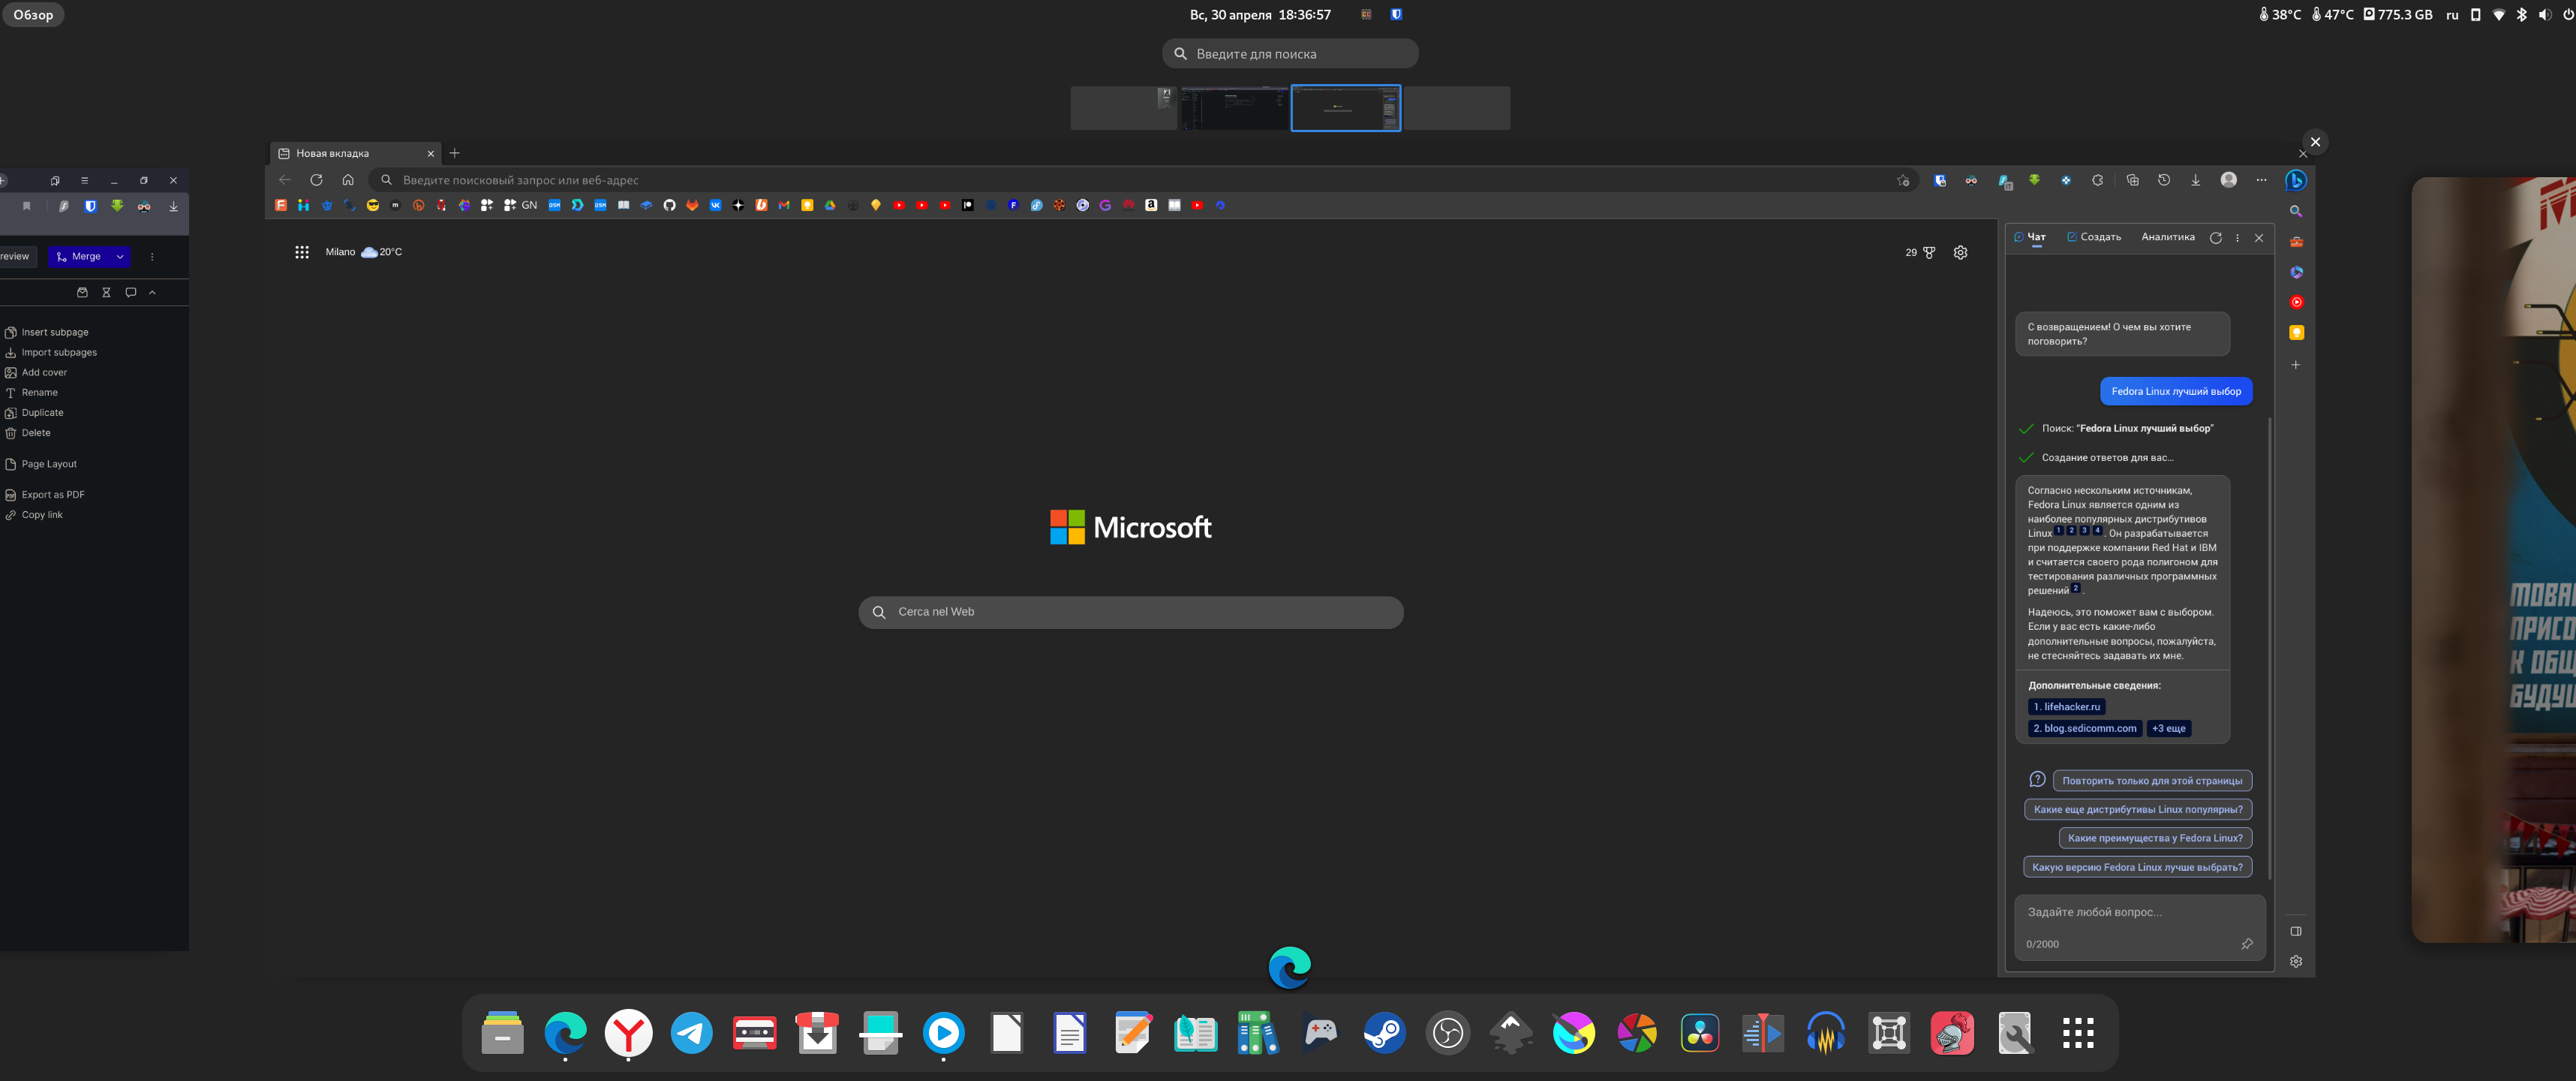 Обзор
Вс, 30 апреля 18:36:57
38°C 47°C 775.3 GB ru
Введите для поиска
Новая вкладка
Введите поисковый запрос или веб-адрес
GN
Milano 20°C
29
Merge
Insert subpage
Import subpages
Add cover
Rename
Duplicate
Delete
Page Layout
Export as PDF
Copy link
Microsoft
Cerca nel Web
Чат Создать Аналитика
С возвращением! О чем вы хотите
поговорить?
Fedora Linux лучший выбор
Поиск: “Fedora Linux лучший выбор”
Создание ответов для вас...
Согласно нескольким источникам,
Fedora Linux является одним из
наиболее популярных дистрибутивов
Linux 1 2 3 4 . Он разрабатывается
при поддержке компании Red Hat и IBM
и считается своего рода полигоном для
тестирования различных программных
решений 2 .
Надеюсь, это поможет вам с выбором.
Если у вас есть какие-либо
дополнительные вопросы, пожалуйста,
не стесняйтесь задавать их мне.
Дополнительные сведения:
1. lifehacker.ru
2. blog.sedicomm.com +3 еще
Повторить только для этой страницы
Какие еще дистрибутивы Linux популярны?
Какие преимущества у Fedora Linux?
Какую версию Fedora Linux лучше выбрать?
Задайте любой вопрос...
0/2000